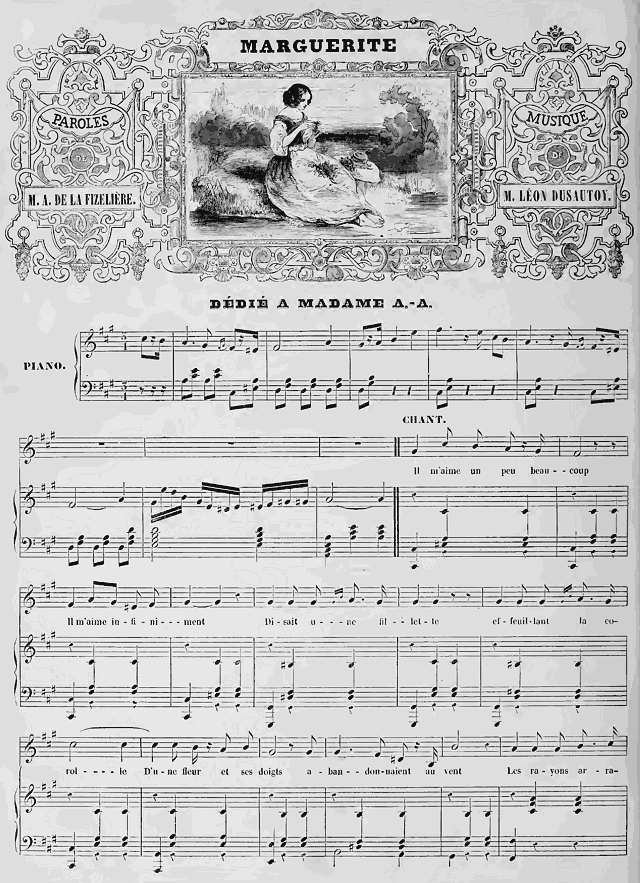 MARGUERITE
PAROLES
DE
M. A. DE LA FIZELIÈRE.
MUSIQUE
DE
M. LÉON DUSAUTOY.
DÉDIÉ A MADAME A.-A.
PIANO.
CHANT.
Il m'aime un peu beau - - coup
Il m'aime in - fi - ni - - - ment Di - sait u - - - ne fil - - let - te ef - feuil - lant la co-
rol - - - - le D'u - ne fleur et ses doigts a - ban - - don - naient au vent Les ra - yons ar - ra-